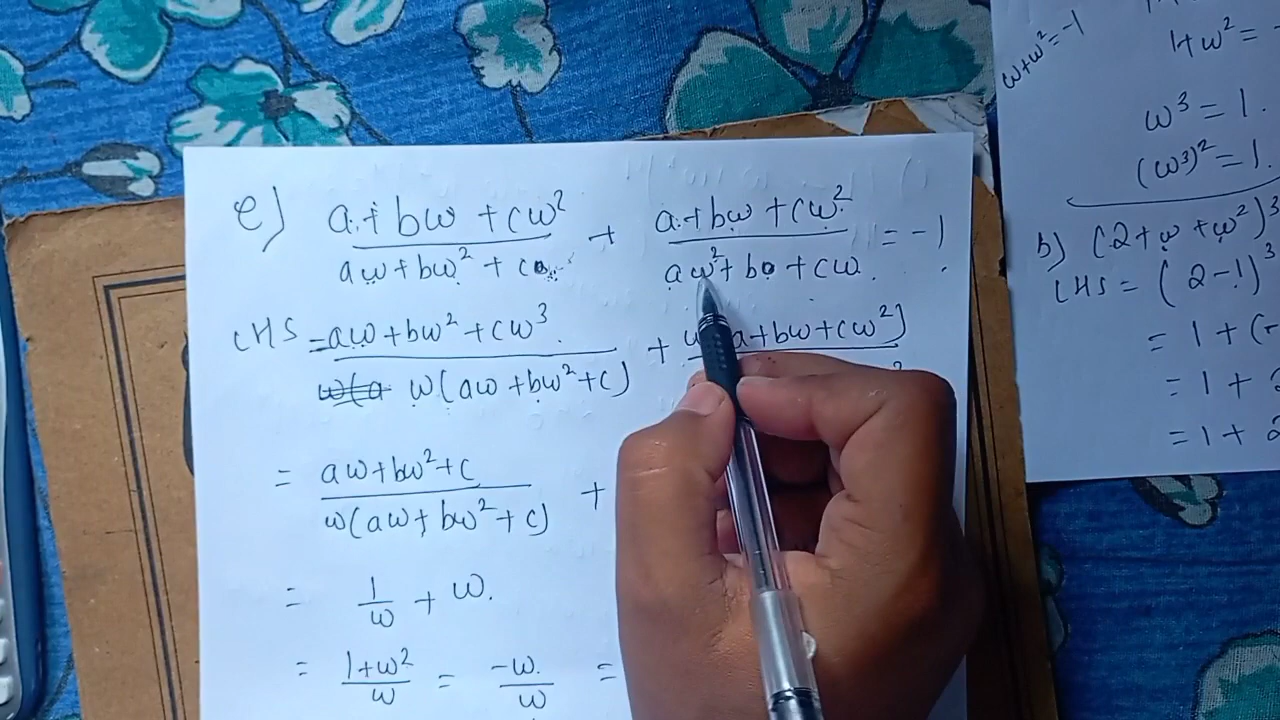 e) a + bω + cω² / aω + bω² + c + a + bω + cω² / aω² + b + cω = -1
LHS = aω + bω² + cω³ / ω(aω + bω² + c) + a + bω + cω²)
= aω + bω² + c / ω(aω + bω² + c) +
= 1/ω + ω.
= 1+ω² / ω = -ω. / ω =
ω+ω²=-1
1+ω² =
ω³ = 1.
(ω³)² = 1.
b) (2+ω+ω²)³
LHS = (2-1)³
= 1 +
= 1 + 2
= 1 + 2